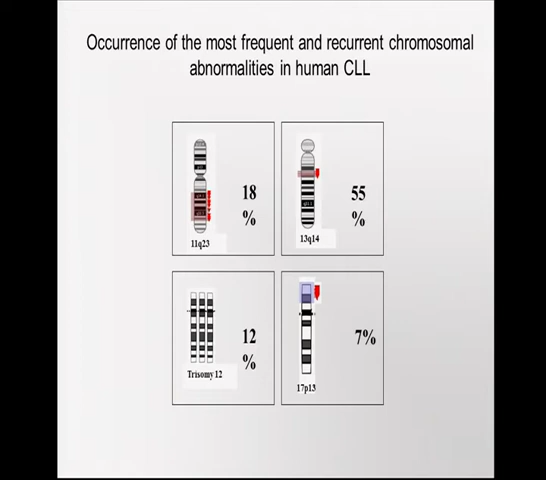 Occurrence of the most frequent and recurrent chromosomal
abnormalities in human CLL
18
%
11q23
55
%
13q14
12
%
Trisomy 12
7%
17p13